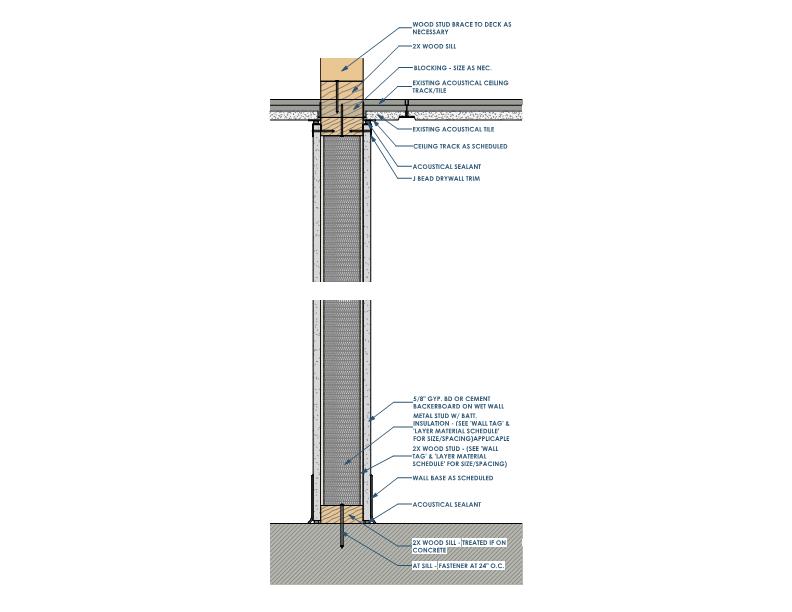 WOOD STUD BRACE TO DECK AS
NECESSARY
2X WOOD SILL
BLOCKING - SIZE AS NEC.
EXISTING ACOUSTICAL CEILING
TRACK/TILE
EXISTING ACOUSTICAL TILE
CEILING TRACK AS SCHEDULED
ACOUSTICAL SEALANT
J BEAD DRYWALL TRIM
5/8" GYP. BD OR CEMENT
BACKERBOARD ON WET WALL
METAL STUD W/ BATT.
INSULATION - (SEE 'WALL TAG' &
'LAYER MATERIAL SCHEDULE'
FOR SIZE/SPACING)APPLICAPLE
2X WOOD STUD - (SEE 'WALL
TAG' & 'LAYER MATERIAL
SCHEDULE' FOR SIZE/SPACING)
WALL BASE AS SCHEDULED
ACOUSTICAL SEALANT
2X WOOD SILL - TREATED IF ON
CONCRETE
AT SILL - FASTENER AT 24" O.C.